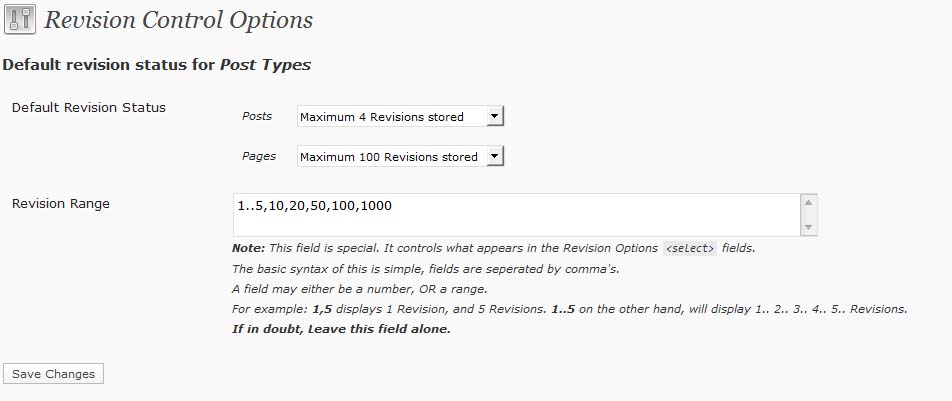 Revision Control Options
Default revision status for Post Types
Default Revision Status
Posts Maximum 4 Revisions stored
Pages Maximum 100 Revisions stored
Revision Range
1..5,10,20,50,100,1000
Note: This field is special. It controls what appears in the Revision Options <select> fields.
The basic syntax of this is simple, fields are seperated by comma's.
A field may either be a number, OR a range.
For example: 1,5 displays 1 Revision, and 5 Revisions. 1..5 on the other hand, will display 1.. 2.. 3.. 4.. 5.. Revisions.
If in doubt, Leave this field alone.
Save Changes